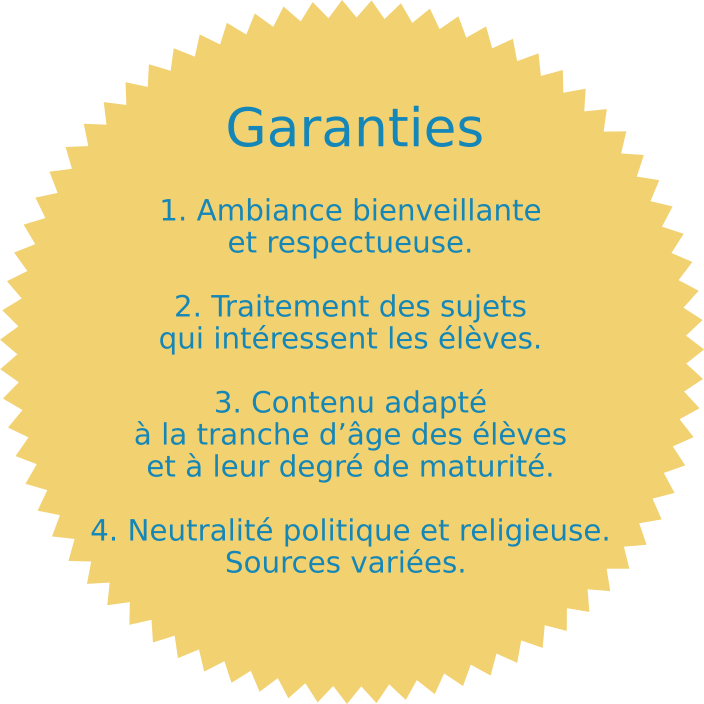 Garanties
1. Ambiance bienveillante
et respectueuse.
2. Traitement des sujets
qui intéressent les élèves.
3. Contenu adapté
à la tranche d’âge des élèves
et à leur degré de maturité.
4. Neutralité politique et religieuse.
Sources variées.